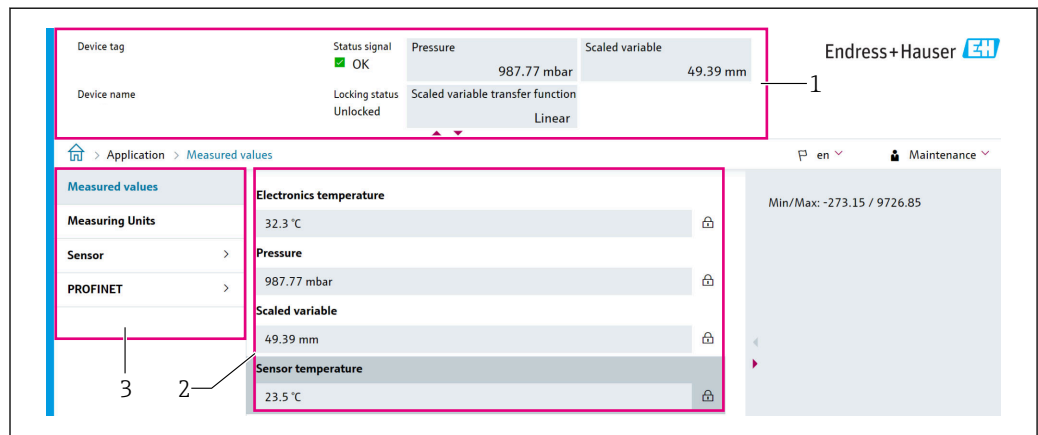 Device tag
Status signal
OK
Pressure
987.77 mbar
Scaled variable
49.39 mm
Endress+Hauser EH
1
Device name
Locking status
Unlocked
Scaled variable transfer function
Linear
> Application > Measured values
en
Maintenance
Measured values
Measuring Units
Sensor >
PROFINET >
3
2
Electronics temperature
32.3 °C
Pressure
987.77 mbar
Scaled variable
49.39 mm
Sensor temperature
23.5 °C
Min/Max: -273.15 / 9726.85